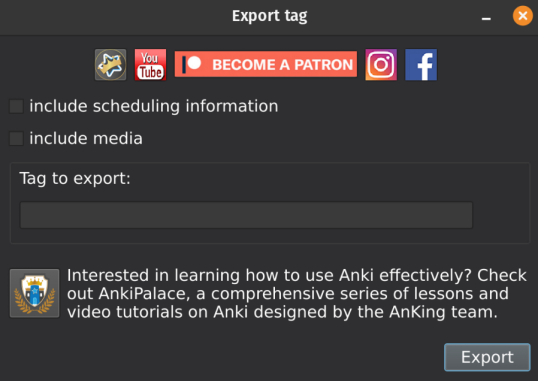 Export tag
You
Tube
BECOME A PATRON
include scheduling information
include media
Tag to export:
Interested in learning how to use Anki effectively? Check
out AnkiPalace, a comprehensive series of lessons and
video tutorials on Anki designed by the AnKing team.
Export